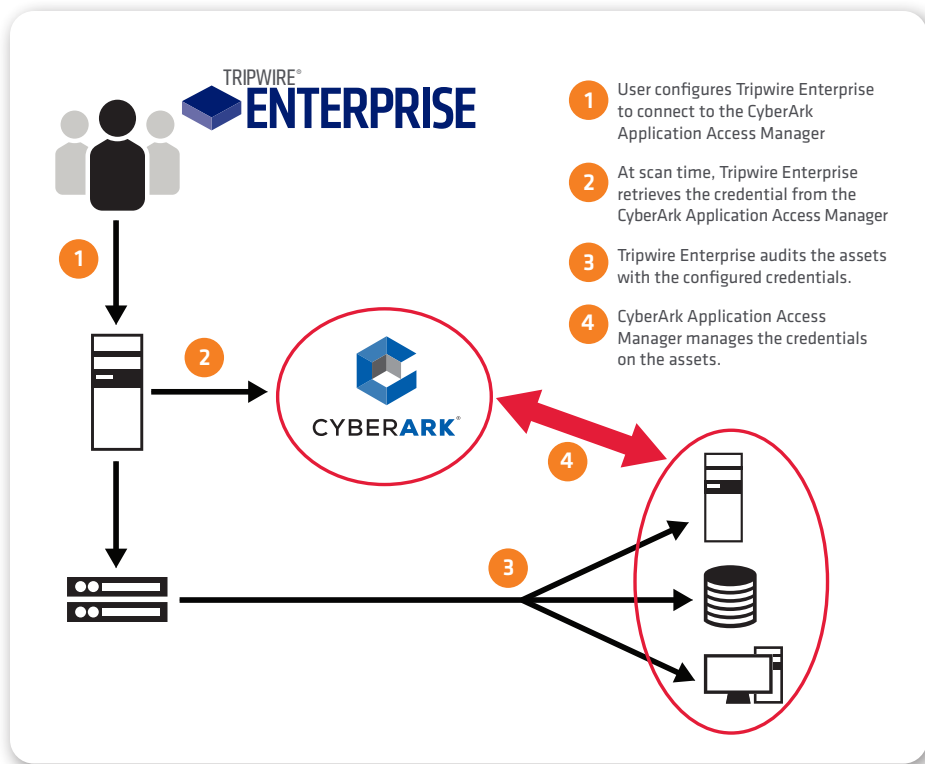 TRIPWIRE®
ENTERPRISE
1
User configures Tripwire Enterprise
to connect to the CyberArk
Application Access Manager
2
At scan time, Tripwire Enterprise
retrieves the credential from the
CyberArk Application Access Manager
3
Tripwire Enterprise audits the assets
with the configured credentials.
4
CyberArk Application Access
Manager manages the credentials
on the assets.
1
2
CYBERARK®
4
3